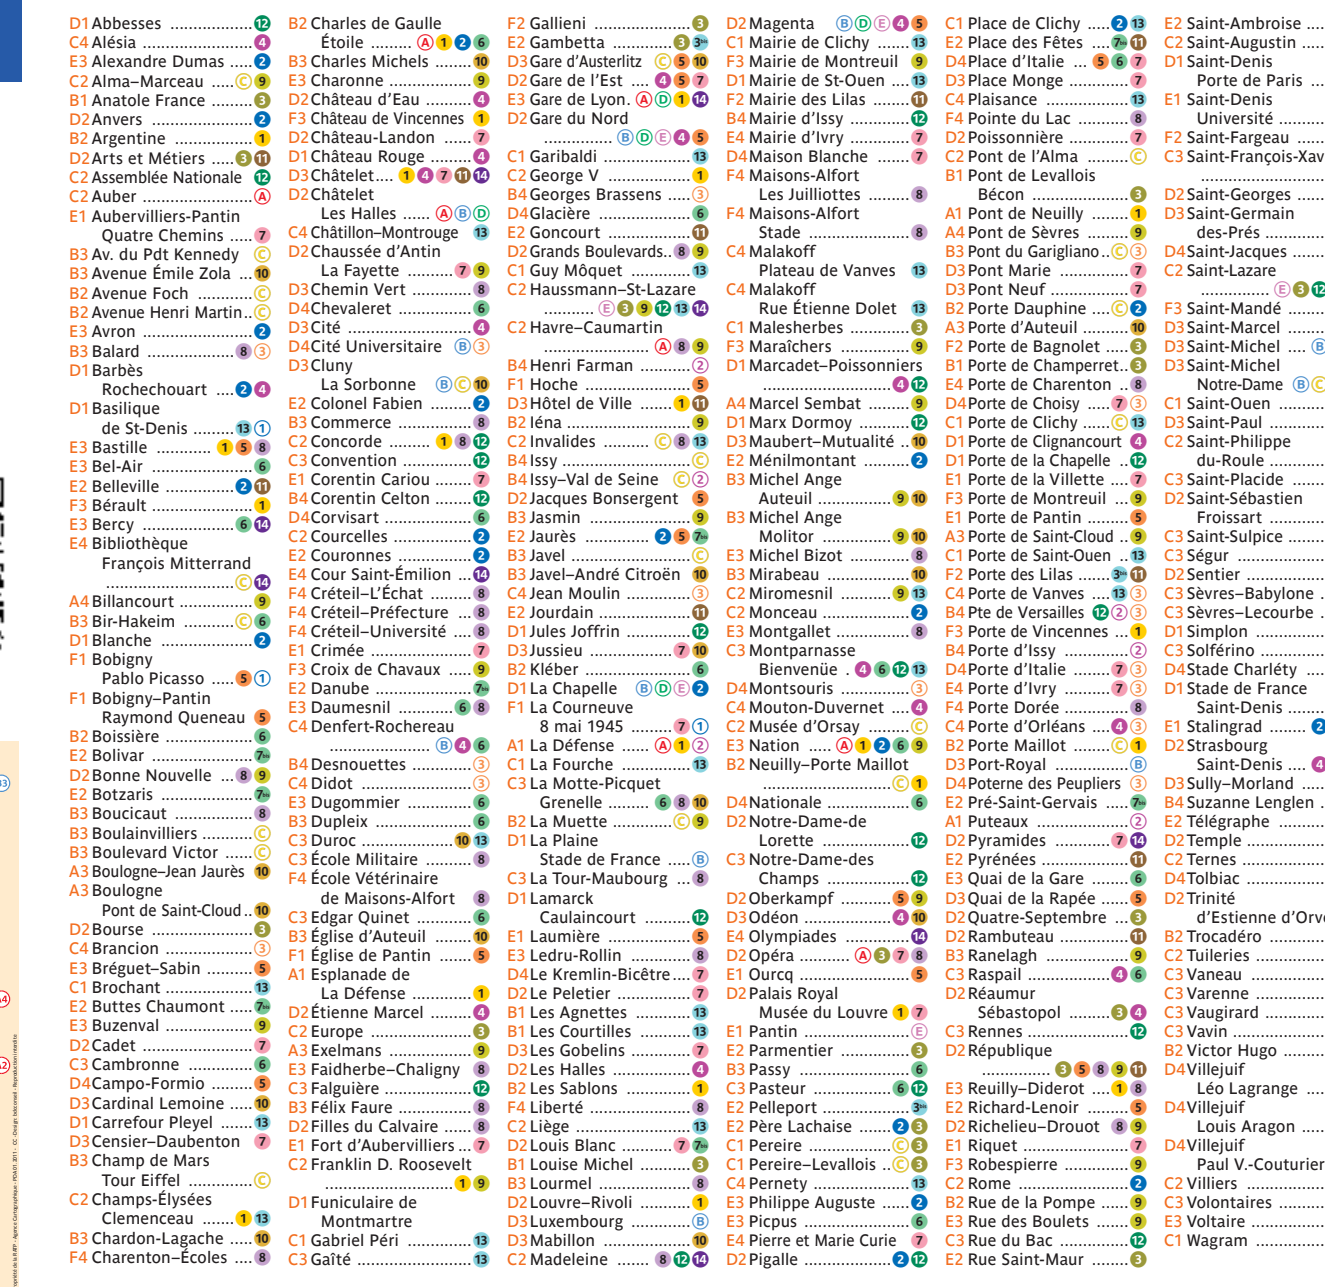 D1 Abbesses ............... 12
C4 Alésia ............... 4
E3 Alexandre Dumas .... 2
C2 Alma–Marceau ..... C 9
B1 Anatole France ......... 3
D2 Anvers ............... 2
B2 Argentine ............... 1
D2 Arts et Métiers .... 3 11
C2 Assemblée Nationale 12
C2 Auber ............... A
E1 Aubervilliers-Pantin
Quatre Chemins ..... 7
B3 Av. du Pdt Kennedy C
B3 Avenue Émile Zola ... 10
B2 Avenue Foch ............ C
B2 Avenue Henri Martin.. C
E3 Avron ............... 2
B3 Balard ............... 8 3
D1 Barbès
Rochechouart .... 2 4
D1 Basilique
de St-Denis ....... 13 1
E3 Bastille ........... 1 5 8
E3 Bel-Air ............... 6
E2 Belleville ............... 2 11
F3 Bérault ............... 1
E3 Bercy ............... 6 14
E4 Bibliothèque
François Mitterrand
............... C 14
A4 Billancourt ............... 9
B3 Bir-Hakeim ......... C 6
D1 Blanche ............... 2
F1 Bobigny
Pablo Picasso ..... 5 1
F1 Bobigny–Pantin
Raymond Queneau 5
B2 Boissière ............... 6
E2 Bolivar ............... 7bis
D2 Bonne Nouvelle ... 8 9
E2 Botzaris ............... 7bis
B3 Boucicaut ............... 8
B3 Boulainvilliers ......... C
B3 Boulevard Victor ...... C
A3 Boulogne–Jean Jaurès 10
A3 Boulogne
Pont de Saint-Cloud .. 10
D2 Bourse ............... 3
C4 Brancion ............... 3
E3 Bréguet–Sabin ......... 5
C1 Brochant ............... 13
E2 Buttes Chaumont .... 7bis
E3 Buzenval ............... 9
D2 Cadet ............... 7
C3 Cambronne ............ 6
D4 Campo-Formio ......... 5
D3 Cardinal Lemoine ..... 10
D1 Carrefour Pleyel ...... 13
D3 Censier–Daubenton 7
B3 Champ de Mars
Tour Eiffel ............ C
C2 Champs-Élysées
Clemenceau ....... 1 13
B3 Chardon-Lagache ..... 10
F4 Charenton–Écoles .... 8
B2 Charles de Gaulle
Étoile ....... A 1 2 6
B3 Charles Michels ....... 10
E3 Charonne ............... 9
D2 Château d'Eau ......... 4
F3 Château de Vincennes 1
D2 Château-Landon ...... 7
D1 Château Rouge ......... 4
D3 Châtelet.... 1 4 7 11 14
D2 Châtelet
Les Halles ...... A B D
C4 Châtillon–Montrouge 13
D2 Chaussée d'Antin
La Fayette ......... 7 9
D3 Chemin Vert ............ 8
D4 Chevaleret ............... 6
D3 Cité ............... 4
D4 Cité Universitaire B 3
D3 Cluny
La Sorbonne B C 10
E2 Colonel Fabien ......... 2
B3 Commerce ............... 8
C2 Concorde ......... 1 8 12
C3 Convention ............ 12
E1 Corentin Cariou ....... 7
B4 Corentin Celton ....... 12
D4 Corvisart ............... 6
C2 Courcelles ............... 2
E2 Couronnes ............... 2
E4 Cour Saint-Émilion ... 14
F4 Créteil–L'Échat ......... 8
F4 Créteil–Préfecture ... 8
F4 Créteil–Université ... 8
E1 Crimée ............... 7
F3 Croix de Chavaux .... 9
E2 Danube ............... 7bis
E3 Daumesnil ............ 6 8
C4 Denfert-Rochereau
............... B 4 6
B4 Desnouettes ............ 3
C4 Didot ............... 3
E3 Dugommier ............ 6
B3 Dupleix ............... 6
C3 Duroc ............... 10 13
C3 École Militaire 8
F4 École Vétérinaire
de Maisons-Alfort 8
C3 Edgar Quinet ......... 6
B3 Église d'Auteuil ....... 10
F1 Église de Pantin ....... 5
A1 Esplanade de
La Défense ............ 1
D2 Étienne Marcel ......... 4
C2 Europe ............... 3
A3 Exelmans ............... 9
E3 Faidherbe–Chaligny 8
C3 Falguière ............... 12
B3 Félix Faure ............ 8
D2 Filles du Calvaire ..... 8
E1 Fort d'Aubervilliers... 7
C2 Franklin D. Roosevelt
............... 1 9
D1 Funiculaire de
Montmartre
C1 Gabriel Péri ............ 13
C3 Gaîté ............... 13
F2 Gallieni ............... 3
E2 Gambetta ......... 3 3bis
D3 Gare d'Austerlitz C 5 10
D2 Gare de l'Est .... 4 5 7
E3 Gare de Lyon. A D 1 14
D2 Gare du Nord
............ B D E 4 5
C1 Garibaldi ............... 13
C2 George V ............... 1
B4 Georges Brassens ..... 3
D4 Glacière ............... 6
E2 Goncourt ............... 11
D2 Grands Boulevards.. 8 9
C1 Guy Môquet ............ 13
C2 Haussmann–St-Lazare
......... E 3 9 12 13 14
C2 Havre–Caumartin
............... A 8 9
B4 Henri Farman ......... 2
F1 Hoche ............... 5
D3 Hôtel de Ville ....... 1 11
B2 Iéna ............... 9
C2 Invalides ......... C 8 13
B4 Issy ............... C
B4 Issy–Val de Seine C 2
D2 Jacques Bonsergent 5
B3 Jasmin ............... 9
E2 Jaurès ............ 2 5 7bis
B3 Javel ............... C
B3 Javel–André Citroën 10
C4 Jean Moulin ............ 3
E2 Jourdain ............... 11
D1 Jules Joffrin ............ 12
D3 Jussieu ............... 7 10
B2 Kléber ............... 6
D1 La Chapelle B D E 2
F1 La Courneuve
8 mai 1945 ......... 7 1
A1 La Défense ...... A 1 2
C1 La Fourche ............ 13
C3 La Motte-Picquet
Grenelle ......... 6 8 10
B2 La Muette ......... C 9
D1 La Plaine
Stade de France .... B
C3 La Tour-Maubourg ... 8
D1 Lamarck
Caulaincourt ......... 12
E1 Laumière ............... 5
E3 Ledru-Rollin ............ 8
D4 Le Kremlin-Bicêtre ... 7
D2 Le Peletier ............ 7
B1 Les Agnettes ............ 13
B1 Les Courtilles ......... 13
D3 Les Gobelins ............ 7
D2 Les Halles ............... 4
B2 Les Sablons ............ 1
F4 Liberté ............... 8
C2 Liège ............... 13
D2 Louis Blanc ......... 7 7bis
B1 Louise Michel ......... 3
B3 Lourmel ............... 8
D2 Louvre–Rivoli ......... 1
D3 Luxembourg ............ B
D3 Mabillon ............... 10
C2 Madeleine ....... 8 12 14
D2 Magenta B D E 4 5
C1 Mairie de Clichy ...... 13
F3 Mairie de Montreuil 9
D1 Mairie de St-Ouen .... 13
F2 Mairie des Lilas ....... 11
B4 Mairie d'Issy ............ 12
E4 Mairie d'Ivry ............ 7
D4 Maison Blanche ....... 7
F4 Maisons-Alfort
Les Juilliottes ......... 8
F4 Maisons-Alfort
Stade ............... 8
C4 Malakoff
Plateau de Vanves 13
C4 Malakoff
Rue Étienne Dolet 13
C1 Malesherbes ............ 3
F3 Maraîchers ............ 9
D1 Marcadet–Poissonniers
............... 4 12
A4 Marcel Sembat ......... 9
D1 Marx Dormoy ......... 12
D3 Maubert–Mutualité .. 10
E2 Ménilmontant ......... 2
B3 Michel Ange
Auteuil ............ 9 10
B3 Michel Ange
Molitor ............ 9 10
E3 Michel Bizot ............ 8
B3 Mirabeau ............... 10
C2 Miromesnil ......... 9 13
C2 Monceau ............... 2
E3 Montgallet ............ 8
C3 Montparnasse
Bienvenüe . 4 6 12 13
D4 Montsouris ............ 3
C4 Mouton-Duvernet .... 4
C2 Musée d'Orsay ......... C
E3 Nation .... A 1 2 6 9
B2 Neuilly–Porte Maillot
............... C 1
D4 Nationale ............... 6
D2 Notre-Dame-de
Lorette ............... 12
C3 Notre-Dame-des
Champs ............... 12
D2 Oberkampf ......... 5 9
D3 Odéon ............... 4 10
E4 Olympiades ............ 14
D2 Opéra ......... A 3 7 8
E1 Ourcq ............... 5
D2 Palais Royal
Musée du Louvre 1 7
E1 Pantin ............... E
E2 Parmentier ............ 3
B3 Passy ............... 6
C3 Pasteur ............... 6 12
E2 Pelleport ............... 3bis
E2 Père Lachaise ......... 2 3
C1 Pereire ............... C 3
C1 Pereire–Levallois .. C 3
C4 Pernety ............... 13
E3 Philippe Auguste ...... 2
E3 Picpus ............... 6
E4 Pierre et Marie Curie 7
D2 Pigalle ............... 2 12
C1 Place de Clichy .... 2 13
E2 Place des Fêtes 7bis 11
D4 Place d'Italie ... 5 6 7
D3 Place Monge ............ 7
C4 Plaisance ............... 13
F4 Pointe du Lac ......... 8
D2 Poissonnière ............ 7
C2 Pont de l'Alma ......... C
B1 Pont de Levallois
Bécon ............... 3
A1 Pont de Neuilly ......... 1
A4 Pont de Sèvres ......... 9
B3 Pont du Garigliano .. C 3
D3 Pont Marie ............ 7
D3 Pont Neuf ............... 7
B2 Porte Dauphine .... C 2
A3 Porte d'Auteuil ......... 10
F2 Porte de Bagnolet ..... 3
B1 Porte de Champerret.. 3
E4 Porte de Charenton .. 8
D4 Porte de Choisy .... 7 3
C1 Porte de Clichy ..... C 13
D1 Porte de Clignancourt 4
D1 Porte de la Chapelle .. 12
E1 Porte de la Villette .... 7
F3 Porte de Montreuil ... 9
E1 Porte de Pantin ......... 5
A3 Porte de Saint-Cloud .. 9
C1 Porte de Saint-Ouen .. 13
F2 Porte des Lilas ...... 3bis 11
C4 Porte de Vanves .... 13 3
B4 Pte de Versailles 12 2 3
F3 Porte de Vincennes ... 1
B4 Porte d'Issy ............ 2
D4 Porte d'Italie ......... 7 3
E4 Porte d'Ivry ......... 7 3
F4 Porte Dorée ............ 8
C4 Porte d'Orléans ...... 4 3
B2 Porte Maillot ......... C 1
D3 Port-Royal ............ B
D4 Poterne des Peupliers 3
E2 Pré-Saint-Gervais .... 7bis
A1 Puteaux ............... 2
D2 Pyramides ......... 7 14
E2 Pyrénées ............... 11
E3 Quai de la Gare ....... 6
D3 Quai de la Rapée ..... 5
D2 Quatre-Septembre ... 3
D2 Rambuteau ............ 11
B3 Ranelagh ............... 9
C3 Raspail ............... 4 6
D2 Réaumur
Sébastopol ......... 3 4
C3 Rennes ............... 12
D2 République
............... 3 5 8 9 11
E3 Reuilly–Diderot .... 1 8
E2 Richard-Lenoir ......... 5
D2 Richelieu–Drouot 8 9
E1 Riquet ............... 7
F3 Robespierre ............ 9
C2 Rome ............... 2
B2 Rue de la Pompe ...... 9
E3 Rue des Boulets ...... 9
C3 Rue du Bac ............ 12
E2 Rue Saint-Maur ....... 3
E2 Saint-Ambroise ....
C2 Saint-Augustin .....
D1 Saint-Denis
Porte de Paris ...
E1 Saint-Denis
Université .......
F2 Saint-Fargeau .....
C3 Saint-François-Xav
...............
D2 Saint-Georges .....
D3 Saint-Germain
des-Prés ............
D4 Saint-Jacques ......
C2 Saint-Lazare
............... E 3 12
F3 Saint-Mandé .......
D3 Saint-Marcel .......
D3 Saint-Michel .... B
D3 Saint-Michel
Notre-Dame B C
C1 Saint-Ouen .........
D3 Saint-Paul .........
C2 Saint-Philippe
du-Roule .........
C3 Saint-Placide ......
D2 Saint-Sébastien
Froissart .........
C3 Saint-Sulpice ......
C3 Ségur ...............
D2 Sentier ............
C3 Sèvres–Babylone .
C3 Sèvres–Lecourbe .
D1 Simplon ............
C3 Solférino ............
D4 Stade Charléty ....
D1 Stade de France
Saint-Denis .......
E1 Stalingrad ....... 2
D2 Strasbourg
Saint-Denis .... 4
D3 Sully–Morland .....
B4 Suzanne Lenglen .
E2 Télégraphe .........
D2 Temple ............
C2 Ternes ............
D4 Tolbiac ............
D2 Trinité
d'Estienne d'Orve
B2 Trocadéro .........
C2 Tuileries ............
C3 Vaneau ............
C3 Varenne ............
C3 Vaugirard .........
C3 Vavin ...............
B2 Victor Hugo .......
D4 Villejuif
Léo Lagrange ...
D4 Villejuif
Louis Aragon .....
D4 Villejuif
Paul V.-Couturier
C2 Villiers ............
C3 Volontaires .......
E3 Voltaire ............
C1 Wagram ............